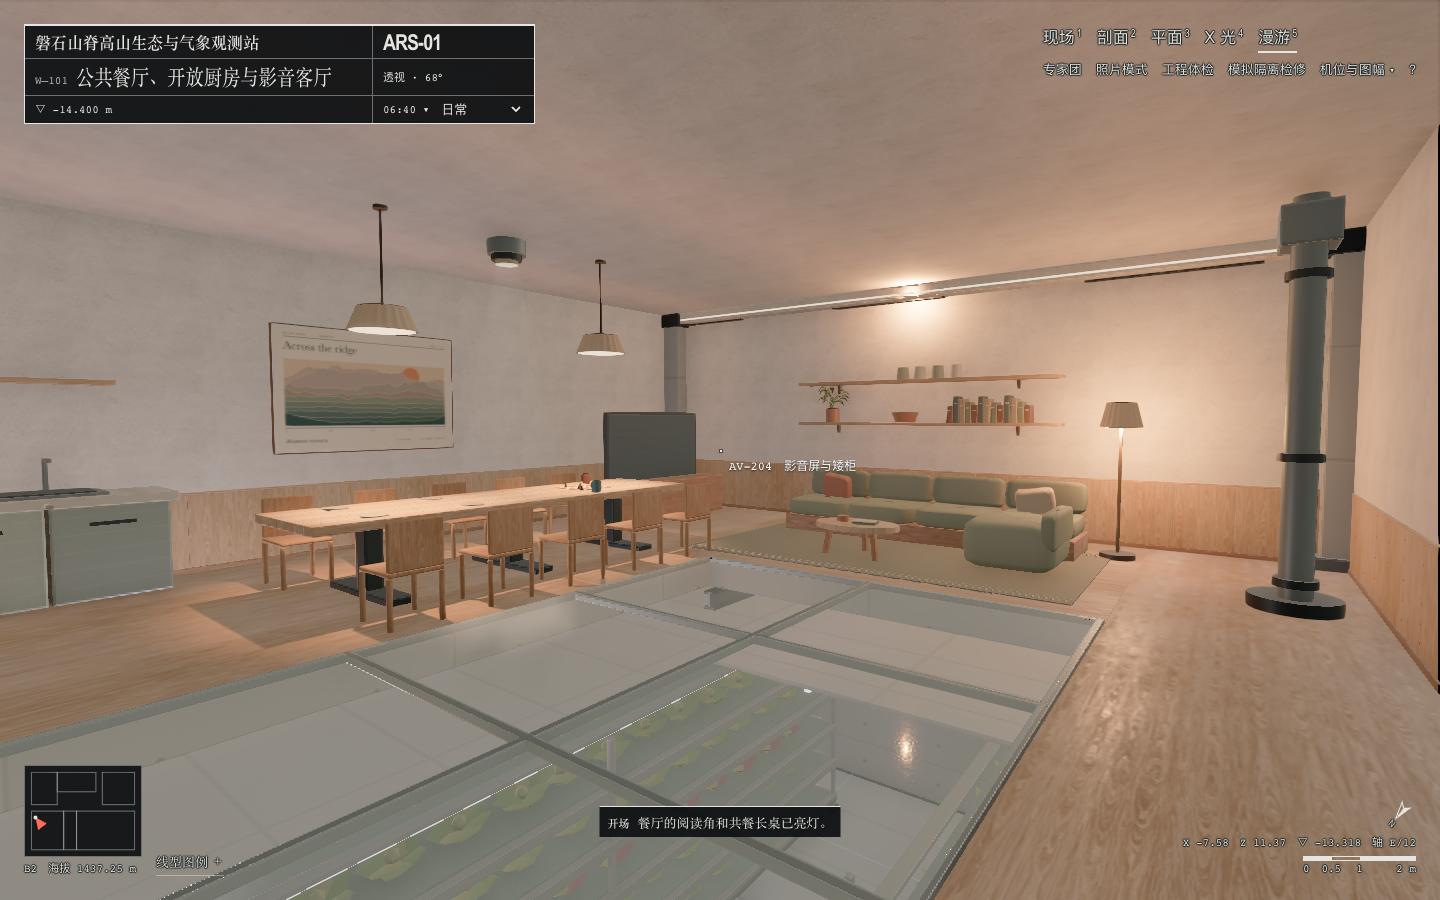 磐石山脊高山生态与气象观测站
ARS-01
W-101 公共餐厅、开放厨房与影音客厅
透视 · 68°
▽ -14.400 m
06:40 ▾ 日常
现场1 剖面2 平面3 X光4 漫游5
专家团 照片模式 工程体检 模拟隔离检修 机位与图幅 ▾ ?
Across the ridge
AV-204 影音屏与矮柜
开场 餐厅的阅读角和共餐长桌已亮灯。
B2 海拔 1437.25 m
线型图例 +
N
X -7.58 Z 11.37 ▽ -13.318 轴 E/12
0 0.5 1 2 m